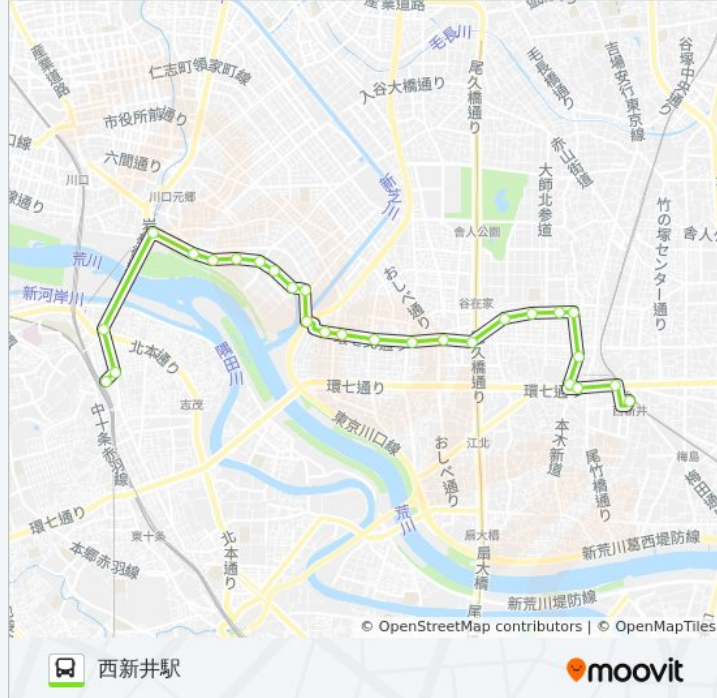 産業道路
産業道路
毛長川
仁志町領家町線
入谷大橋通り
尾久橋通り
毛長橋通り
吉場安行東京線
谷塚中央通り
市役所前通り
六間通り
川口
川口元郷
新芝川
赤山街道
大師北参道
舎人公園
竹の塚センター通り
荒川
新河岸川
おしべ通り
谷在家
北本通り
隅田川
志茂
環七通り
環七通り
久橋通り
西新井
中十条赤羽線
東京川口線
おしべ通り
江北
本木新道
尾竹橋通り
梅島
環七通り
東十条
北本通り
本郷赤羽線
荒川
扇大橋
扇大橋
新荒川葛西堤防線
新荒川堤防線
© OpenStreetMap contributors | © OpenMapTiles
西新井駅
moovit